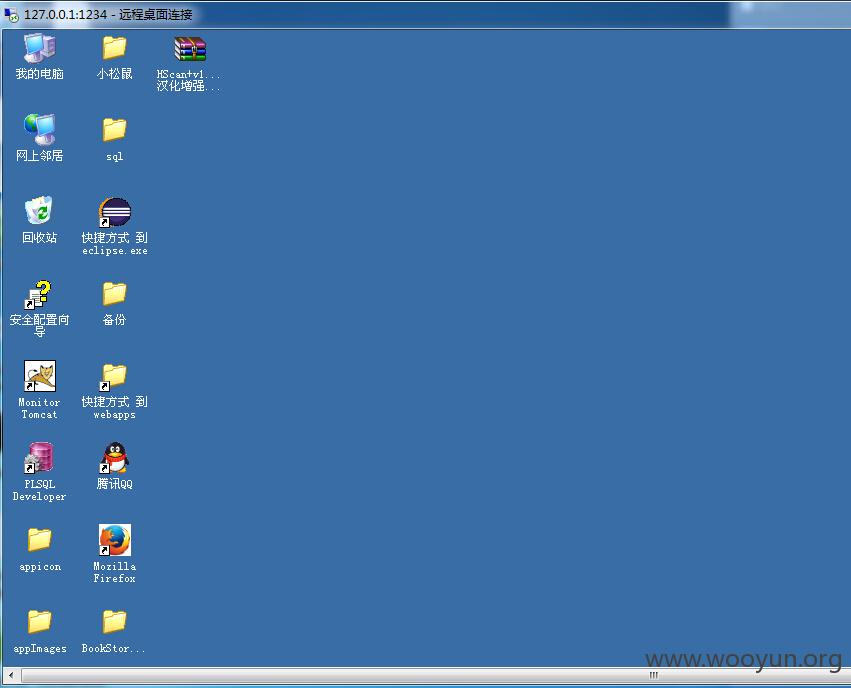 127.0.0.1:1234 - 远程桌面连接
我的电脑
小松鼠
HScan+v1...
汉化增强...
网上邻居
sql
回收站
快捷方式 到
eclipse.exe
安全配置向
导
备份
Monitor
Tomcat
快捷方式 到
webapps
PLSQL
Developer
腾讯QQ
appicon
Mozilla
Firefox
appImages
BookStor...
www.wooyun.org